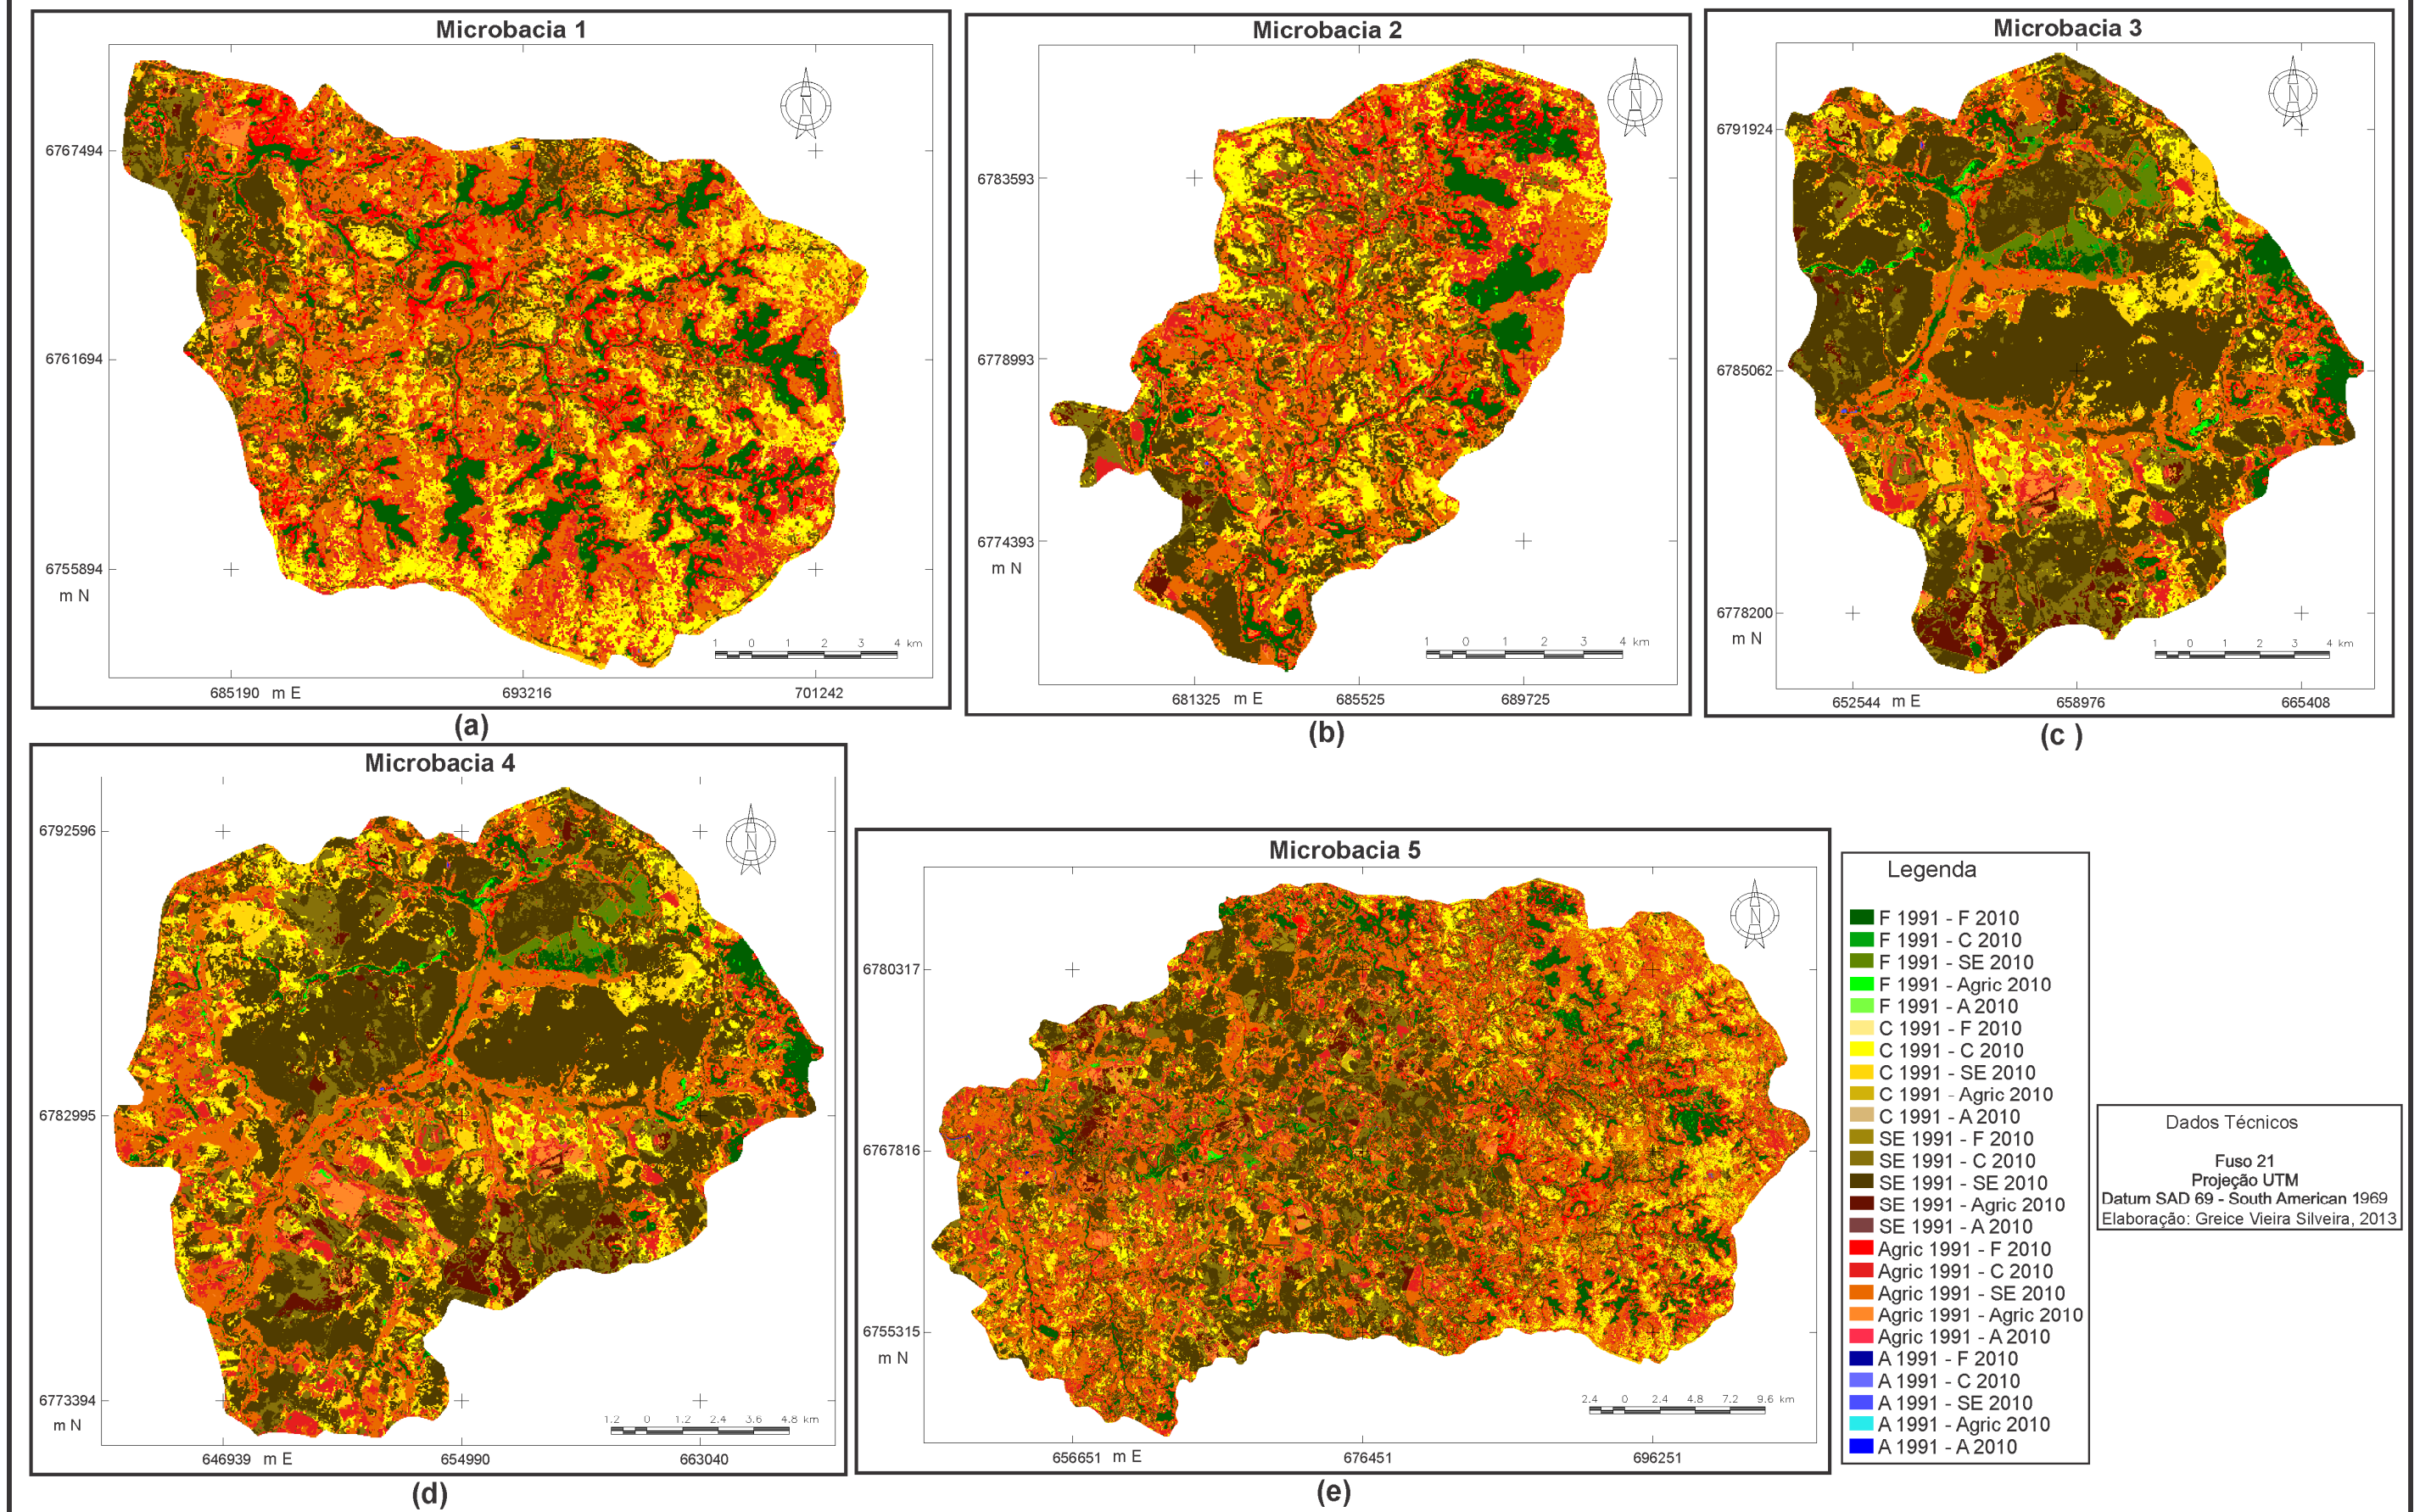 Microbacia 1
N
6767494
6761694
6755894
m N
1 0 1 2 3 4 km
685190 m E 693216 701242
(a)
Microbacia 2
N
6783593
6778993
6774393
m N
1 0 1 2 3 4 km
681325 m E 685525 689725
(b)
Microbacia 3
N
6791924
6785062
6778200
m N
1 0 1 2 3 4 km
652544 m E 658976 665408
(c )
Microbacia 4
N
6792596
6782995
6773394
m N
1.2 0 1.2 2.4 3.6 4.8 km
646939 m E 654990 663040
(d)
Microbacia 5
N
6780317
6767816
6755315
m N
2.4 0 2.4 4.8 7.2 9.6 km
656651 m E 676451 696251
(e)
Legenda
F 1991 - F 2010
F 1991 - C 2010
F 1991 - SE 2010
F 1991 - Agric 2010
F 1991 - A 2010
C 1991 - F 2010
C 1991 - C 2010
C 1991 - SE 2010
C 1991 - Agric 2010
C 1991 - A 2010
SE 1991 - F 2010
SE 1991 - C 2010
SE 1991 - SE 2010
SE 1991 - Agric 2010
SE 1991 - A 2010
Agric 1991 - F 2010
Agric 1991 - C 2010
Agric 1991 - SE 2010
Agric 1991 - Agric 2010
Agric 1991 - A 2010
A 1991 - F 2010
A 1991 - C 2010
A 1991 - SE 2010
A 1991 - Agric 2010
A 1991 - A 2010
Dados Técnicos
Fuso 21
Projeção UTM
Datum SAD 69 - South American 1969
Elaboração: Greice Vieira Silveira, 2013